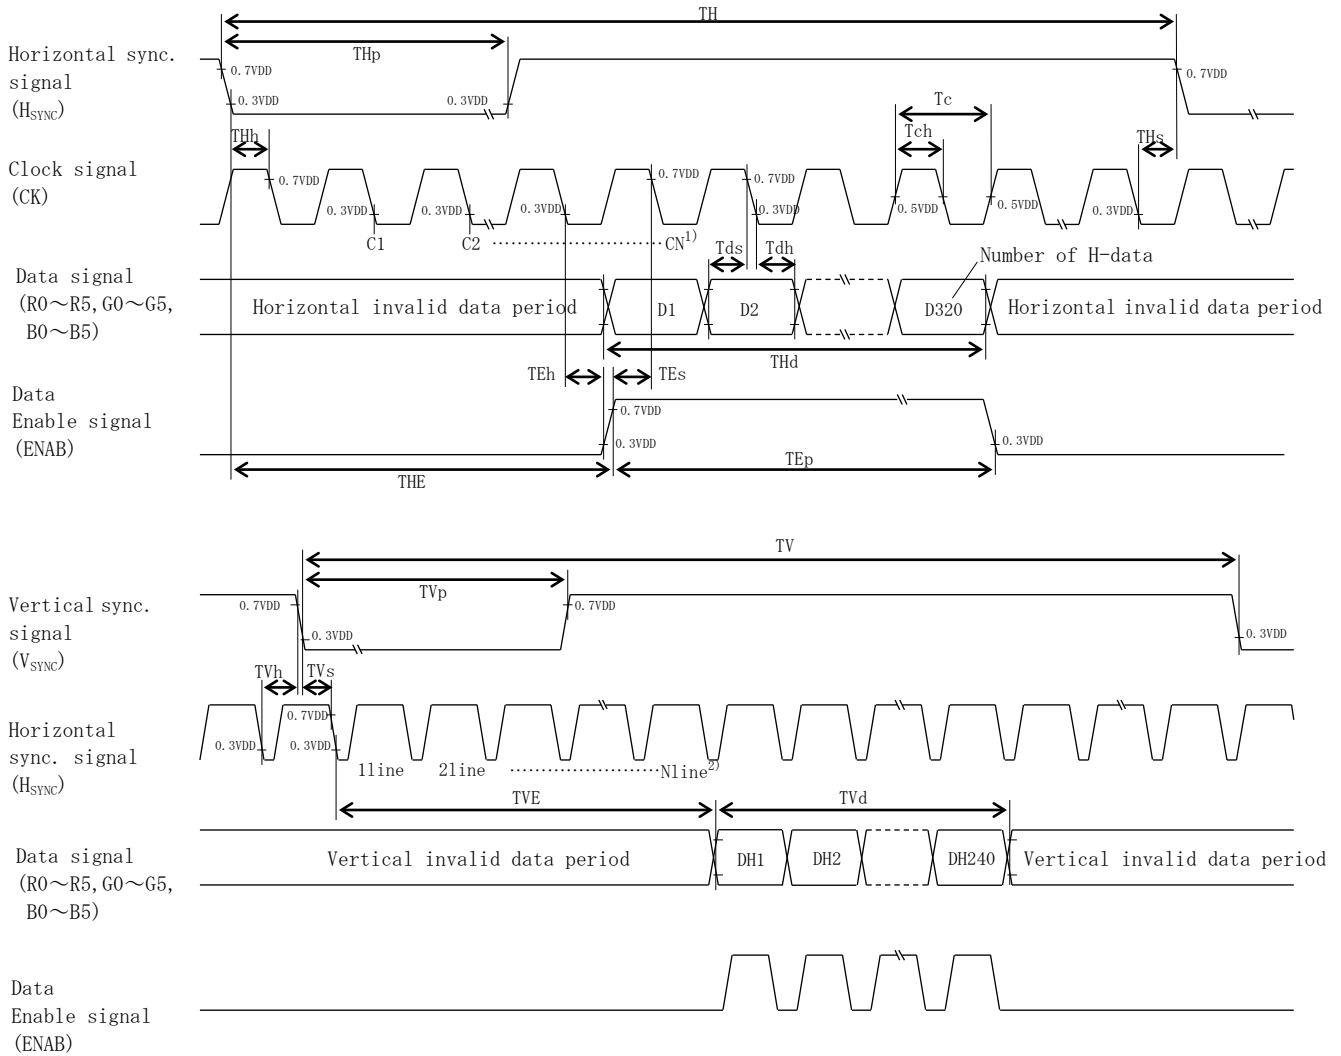 TH
THp
Horizontal sync.
signal
(HSYNC)
0.7VDD
0.3VDD
0.3VDD
0.7VDD
Tc
Tch
THh
THs
Clock signal
(CK)
0.7VDD
0.3VDD
0.3VDD
0.3VDD
0.7VDD
0.7VDD
0.3VDD
0.5VDD
0.5VDD
0.3VDD
C1
C2 ························CN1)
Tds
Tdh
Number of H-data
Data signal
(R0～R5,G0～G5,
B0～B5)
Horizontal invalid data period
D1
D2
D320
Horizontal invalid data period
THd
TEh
TEs
Data
Enable signal
(ENAB)
0.7VDD
0.3VDD
0.3VDD
THE
TEp
TV
TVp
Vertical sync.
signal
(VSYNC)
0.7VDD
0.3VDD
0.7VDD
0.3VDD
TVh
TVs
Horizontal
sync. signal
(HSYNC)
0.7VDD
0.3VDD
0.3VDD
1line
2line
·····················Nline2)
TVE
TVd
Data signal
(R0～R5,G0～G5,
B0～B5)
Vertical invalid data period
DH1
DH2
DH240
Vertical invalid data period
Data
Enable signal
(ENAB)